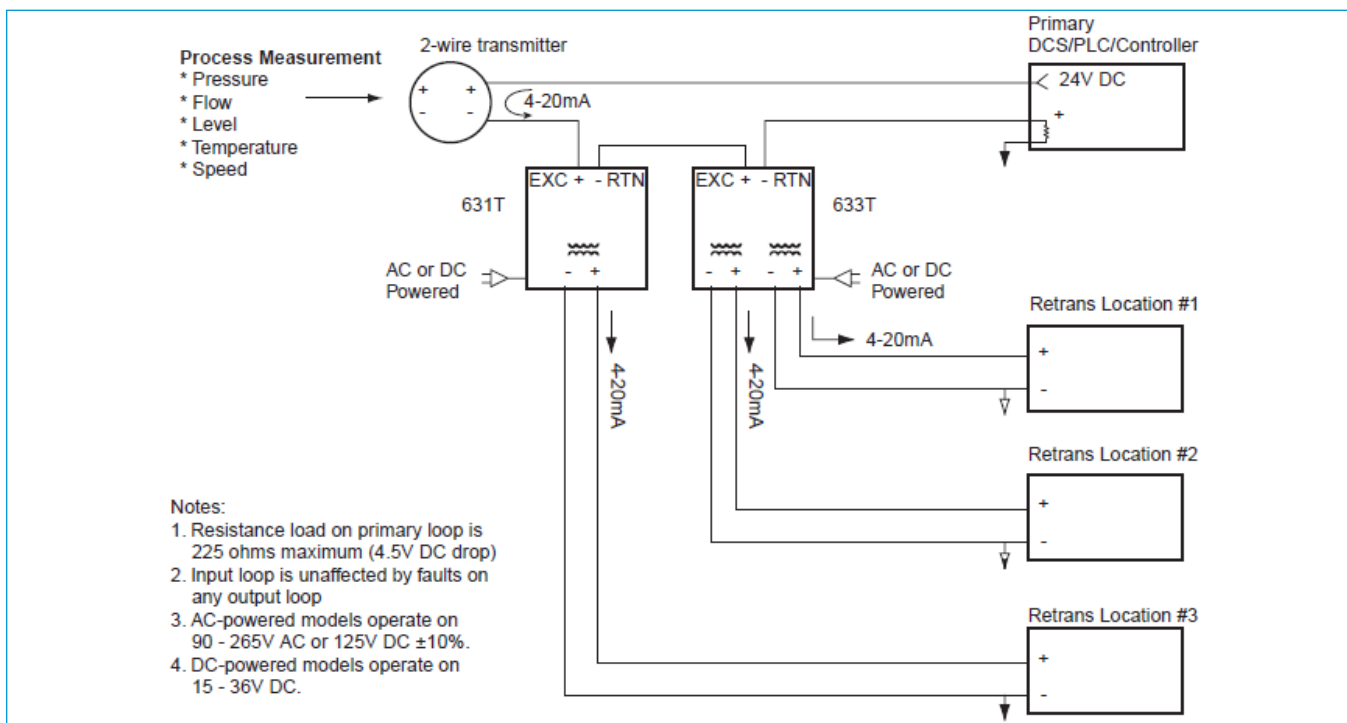 Process Measurement
* Pressure
* Flow
* Level
* Temperature
* Speed
2-wire transmitter
+ +
- -
4-20mA
Primary
DCS/PLC/Controller
24V DC
+
EXC + - RTN
631T
- +
AC or DC
Powered
EXC + - RTN
633T
- + - +
AC or DC
Powered
4-20mA
4-20mA
4-20mA
Retrans Location #1
+
-
Retrans Location #2
+
-
Retrans Location #3
+
-
Notes:
1. Resistance load on primary loop is
225 ohms maximum (4.5V DC drop)
2. Input loop is unaffected by faults on
any output loop
3. AC-powered models operate on
90 - 265V AC or 125V DC ±10%.
4. DC-powered models operate on
15 - 36V DC.